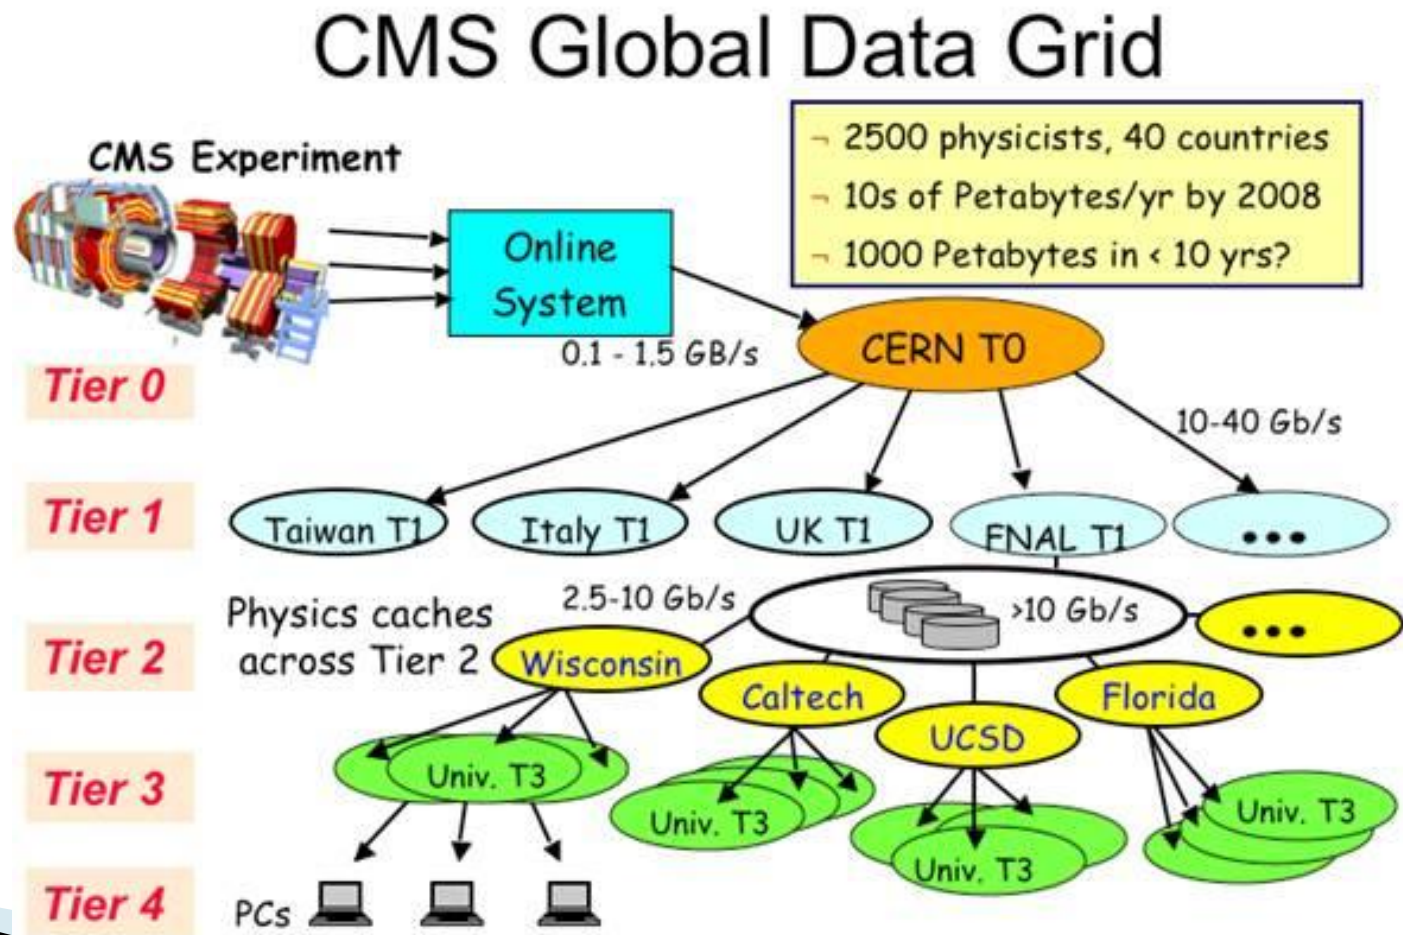 CMS Global Data Grid
CMS Experiment
¬ 2500 physicists, 40 countries
¬ 10s of Petabytes/yr by 2008
¬ 1000 Petabytes in < 10 yrs?
Online
System
0.1 - 1.5 GB/s
CERN T0
Tier 0
10-40 Gb/s
Tier 1
Taiwan T1
Italy T1
UK T1
FNAL T1
...
Physics caches
across Tier 2
2.5-10 Gb/s
>10 Gb/s
...
Tier 2
Wisconsin
Caltech
UCSD
Florida
Tier 3
Univ. T3
Univ. T3
Univ. T3
Univ. T3
Tier 4
PCs